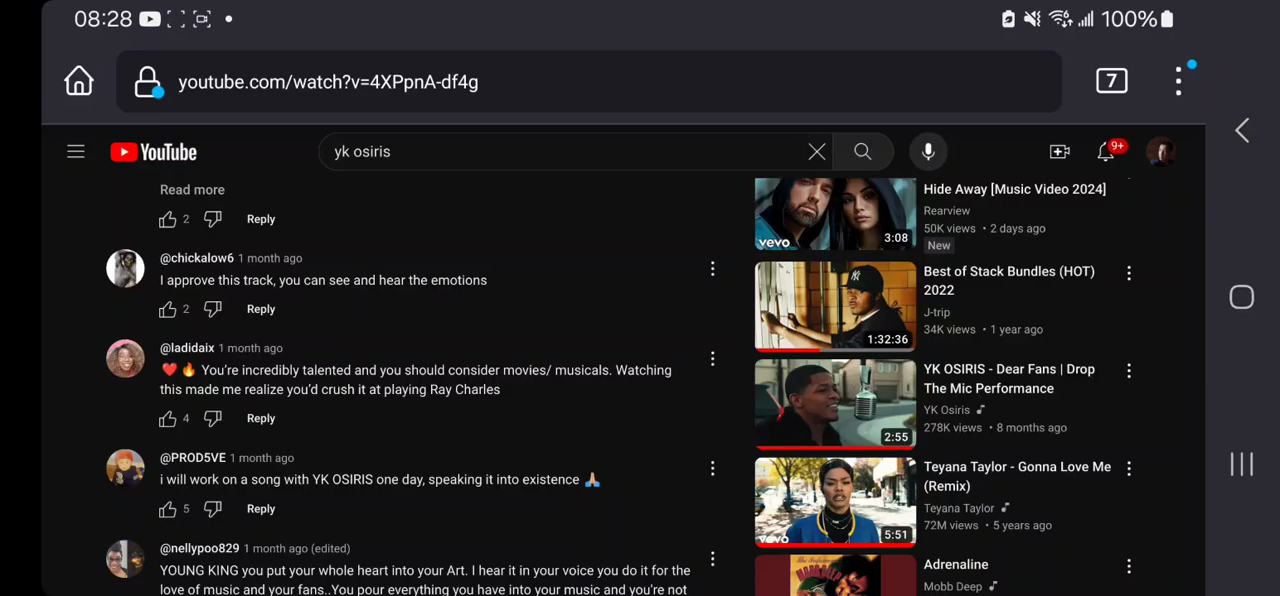 08:28
100%
youtube.com/watch?v=4XPpnA-df4g
7
YouTube
yk osiris
9+
Read more
2
Reply
@chickalow6 1 month ago
I approve this track, you can see and hear the emotions
2
Reply
@ladidaix 1 month ago
❤️ 🔥 You're incredibly talented and you should consider movies/ musicals. Watching
this made me realize you'd crush it at playing Ray Charles
4
Reply
@PROD5VE 1 month ago
i will work on a song with YK OSIRIS one day, speaking it into existence 🙏
5
Reply
@nellypoo829 1 month ago (edited)
YOUNG KING you put your whole heart into your Art. I hear it in your voice you do it for the
love of music and your fans..You pour everything you have into your music and you're not
vevo
3:08
Hide Away [Music Video 2024]
Rearview
50K views • 2 days ago
New
1:32:36
Best of Stack Bundles (HOT)
2022
J-trip
34K views • 1 year ago
2:55
YK OSIRIS - Dear Fans | Drop
The Mic Performance
YK Osiris
278K views • 8 months ago
vevo
5:51
Teyana Taylor - Gonna Love Me
(Remix)
Teyana Taylor
72M views • 5 years ago
MOBB DEEP
Adrenaline
Mobb Deep